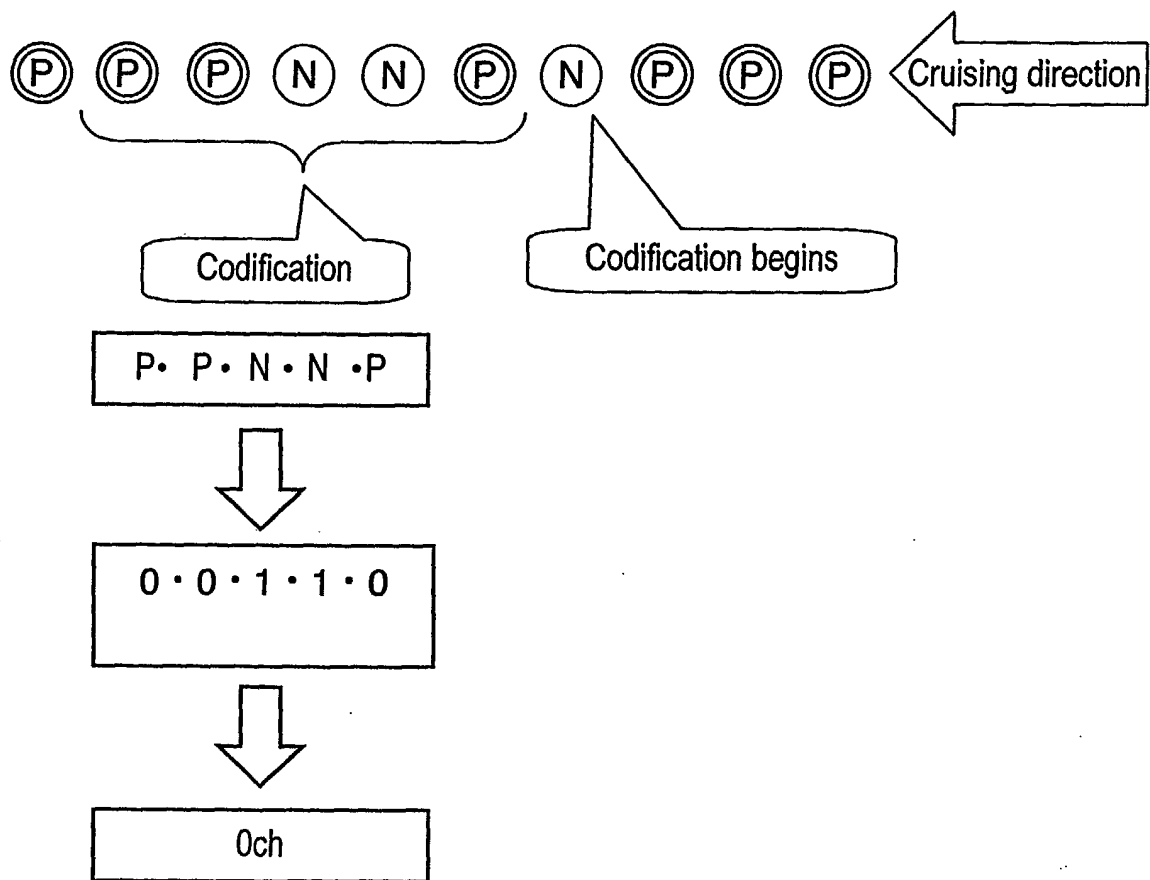 P P P N N P N P P P Cruising direction
Codification
Codification begins
P• P• N • N •P
0 • 0 • 1 • 1 • 0
0ch